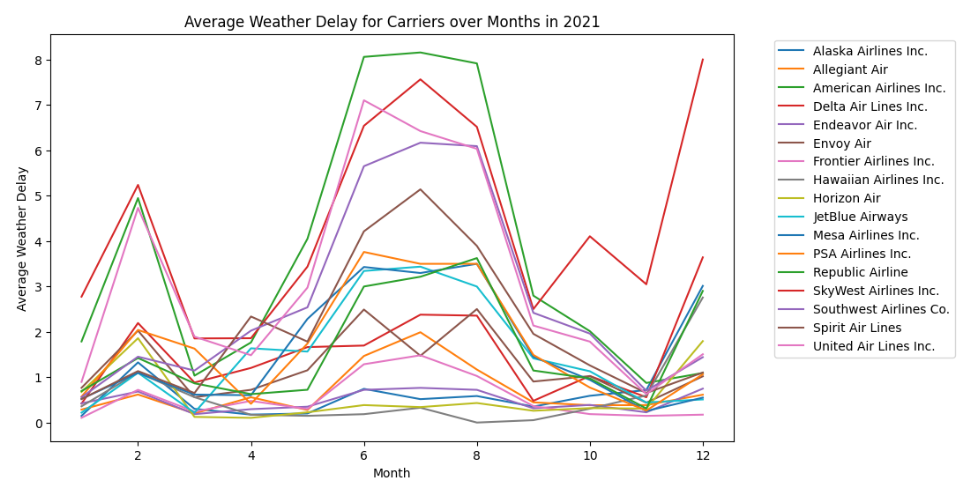 Average Weather Delay for Carriers over Months in 2021
Average Weather Delay
8
7
6
5
4
3
2
1
0
2
4
6
8
10
12
Month
Alaska Airlines Inc.
Allegiant Air
American Airlines Inc.
Delta Air Lines Inc.
Endeavor Air Inc.
Envoy Air
Frontier Airlines Inc.
Hawaiian Airlines Inc.
Horizon Air
JetBlue Airways
Mesa Airlines Inc.
PSA Airlines Inc.
Republic Airline
SkyWest Airlines Inc.
Southwest Airlines Co.
Spirit Air Lines
United Air Lines Inc.